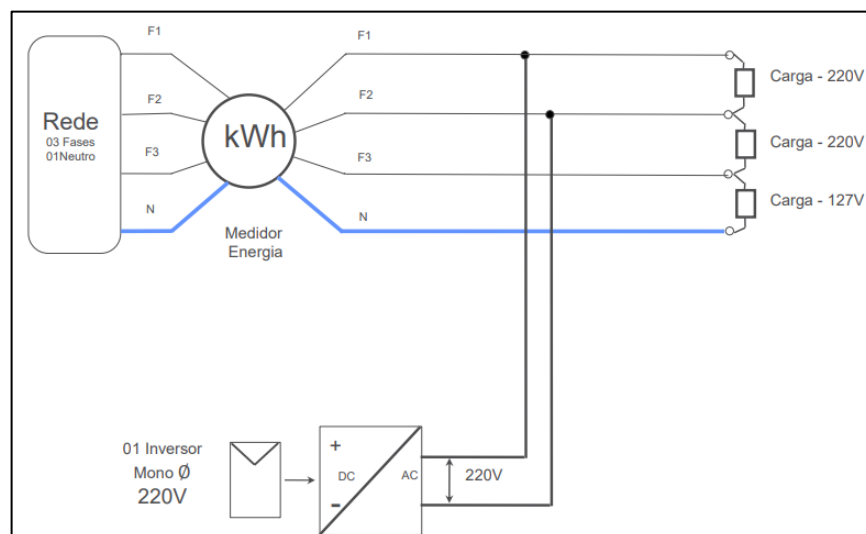 F1
F1
Carga - 220V
F2
F2
Rede
03 Fases
01Neutro
kWh
Carga - 220V
F3
F3
Carga - 127V
N
N
Medidor
Energia
01 Inversor
Mono Ø
220V
+
DC
-
AC
220V